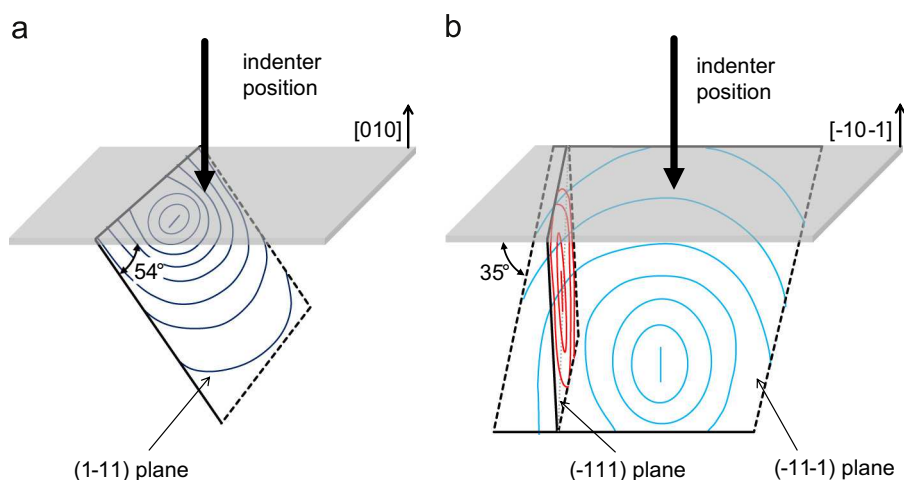 a
indenter
position
[010]
54°
(1-11) plane
b
indenter
position
[-10-1]
35°
(-111) plane
(-11-1) plane